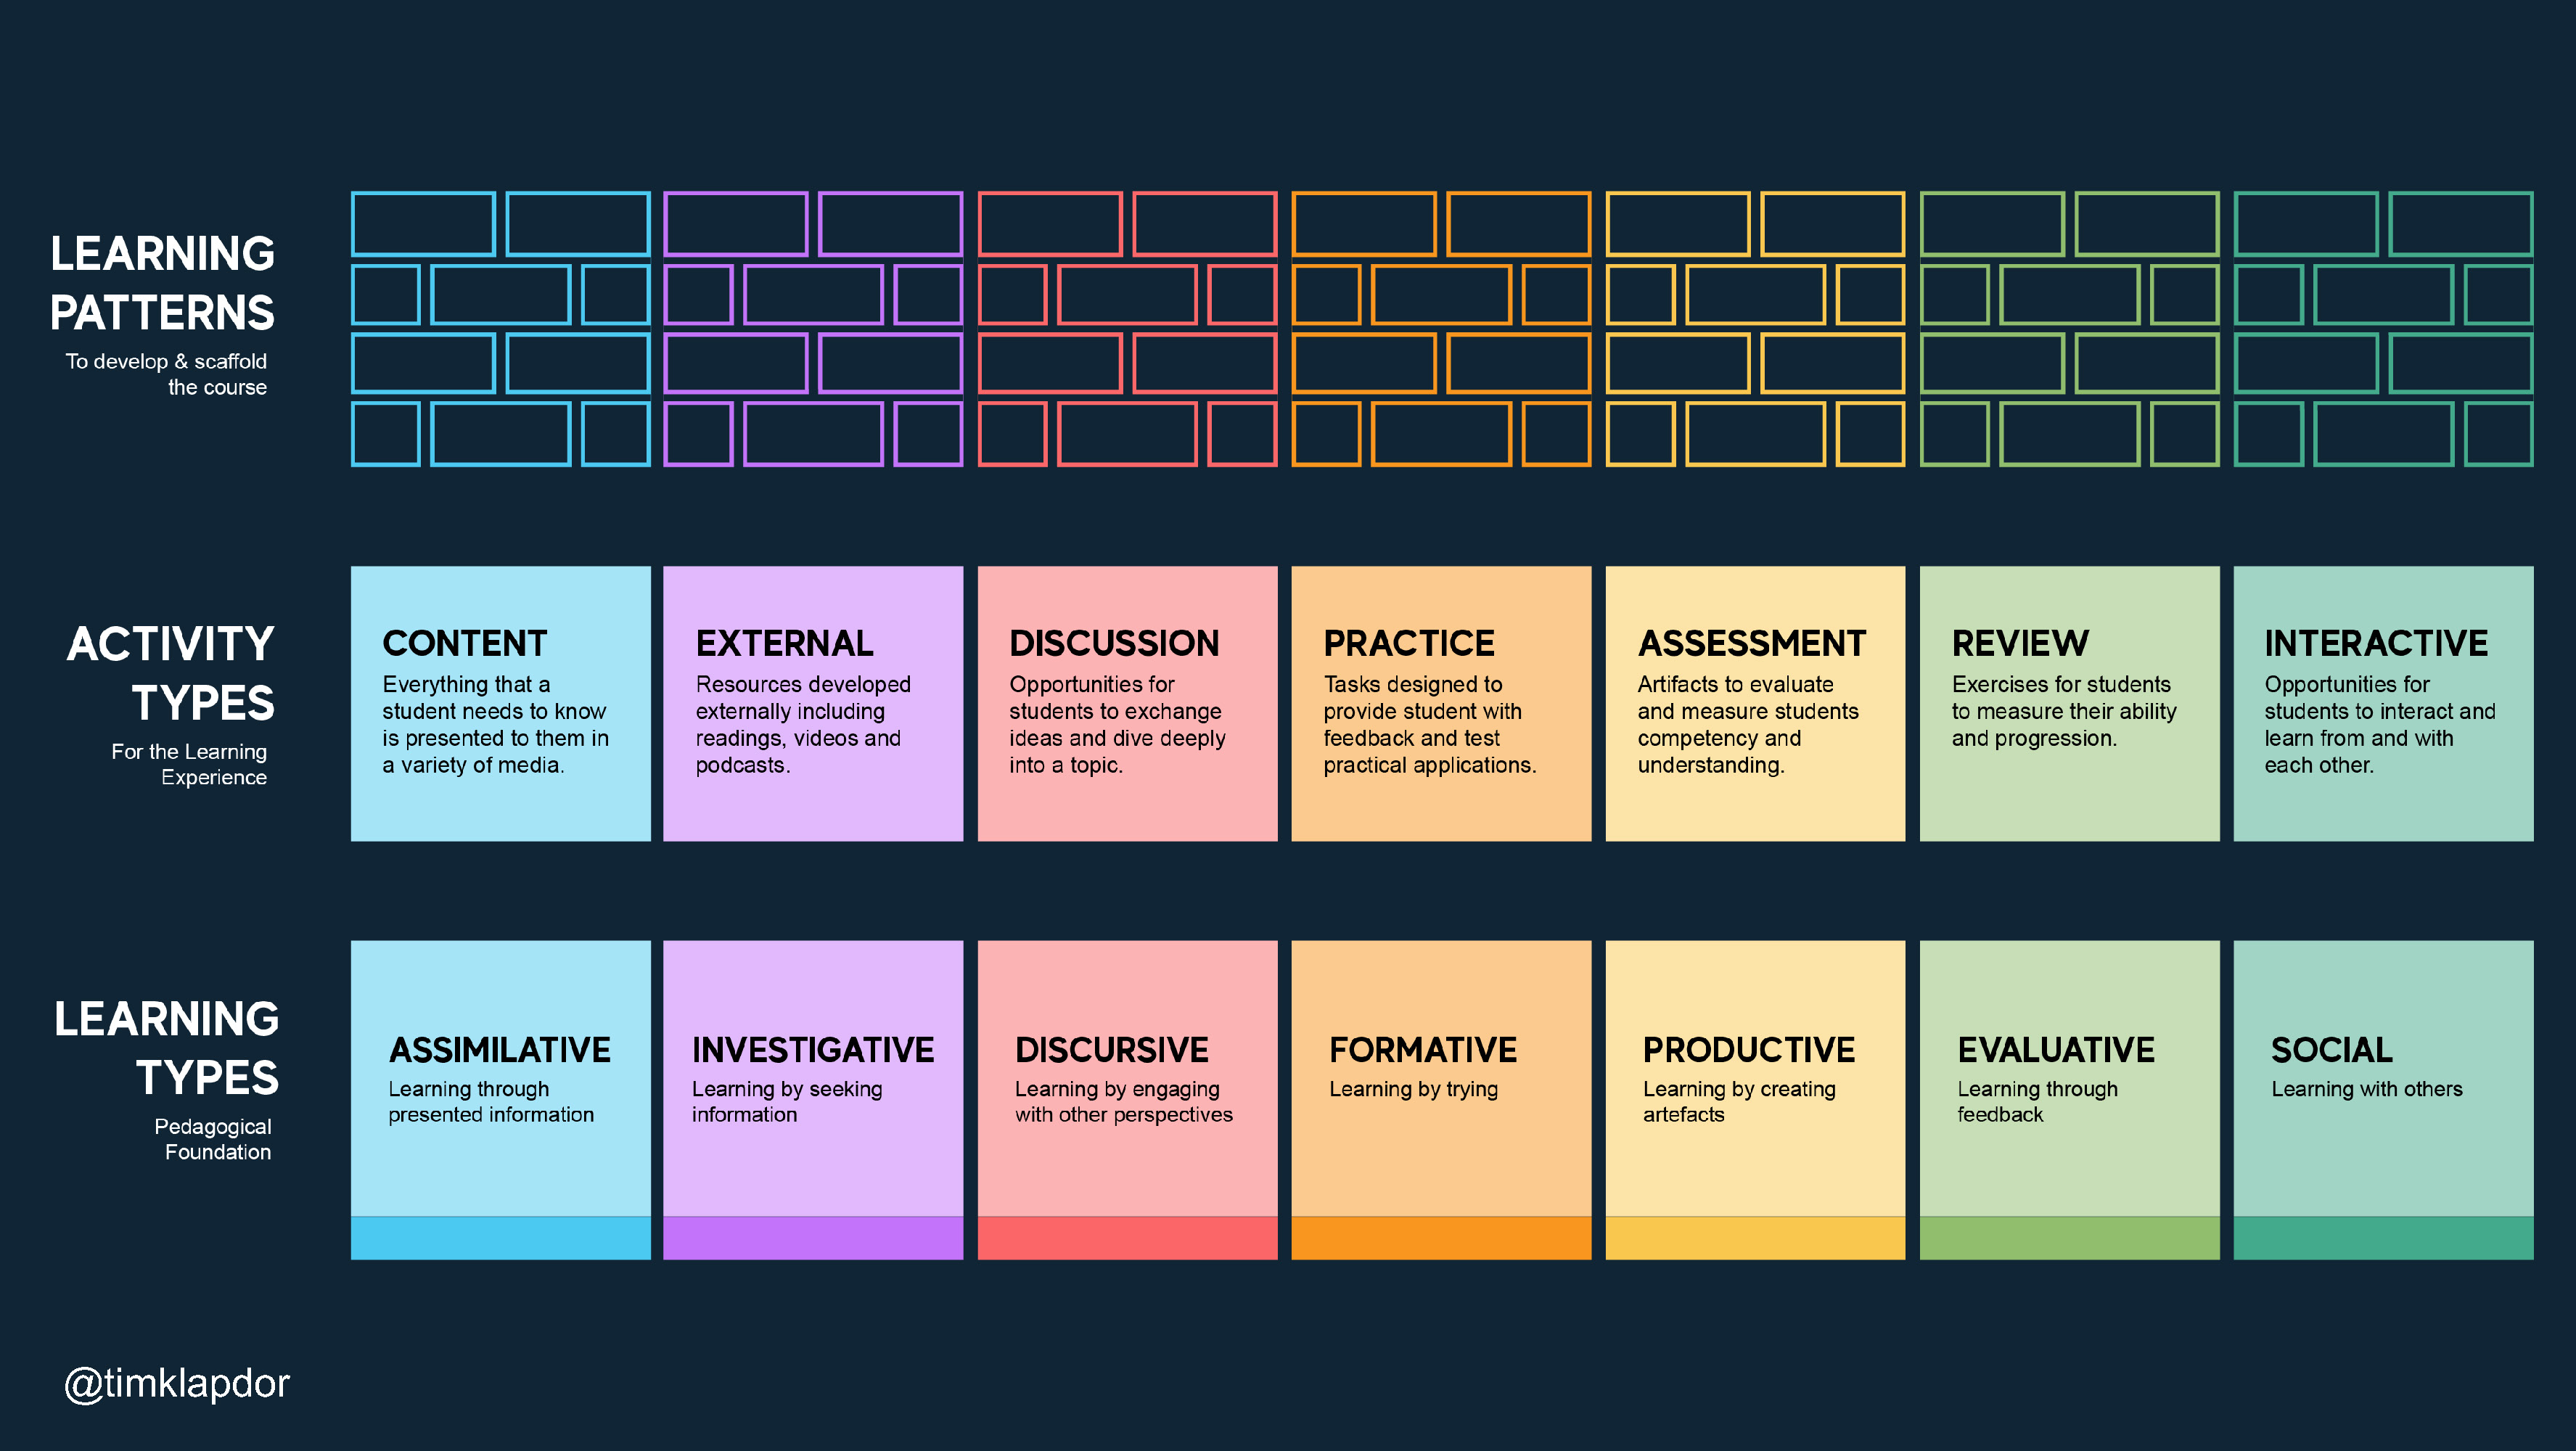 LEARNING
PATTERNS
To develop & scaffold
the course
ACTIVITY
TYPES
For the Learning
Experience
CONTENT
Everything that a
student needs to know
is presented to them in
a variety of media.
EXTERNAL
Resources developed
externally including
readings, videos and
podcasts.
DISCUSSION
Opportunities for
students to exchange
ideas and dive deeply
into a topic.
PRACTICE
Tasks designed to
provide student with
feedback and test
practical applications.
ASSESSMENT
Artifacts to evaluate
and measure students
competency and
understanding.
REVIEW
Exercises for students
to measure their ability
and progression.
INTERACTIVE
Opportunities for
students to interact and
learn from and with
each other.
LEARNING
TYPES
Pedagogical
Foundation
ASSIMILATIVE
Learning through
presented information
INVESTIGATIVE
Learning by seeking
information
DISCURSIVE
Learning by engaging
with other perspectives
FORMATIVE
Learning by trying
PRODUCTIVE
Learning by creating
artefacts
EVALUATIVE
Learning through
feedback
SOCIAL
Learning with others
@timklapdor